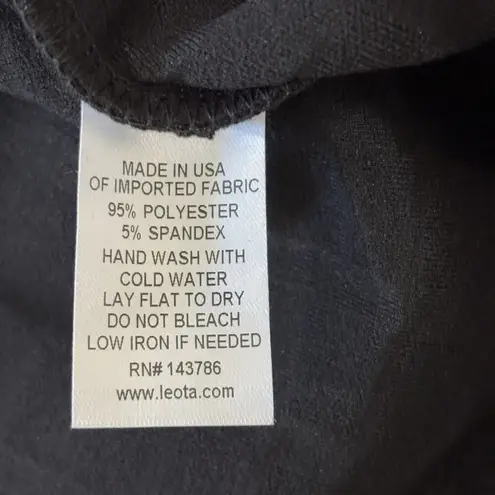 MADE IN USA
OF IMPORTED FABRIC
95% POLYESTER
5% SPANDEX
HAND WASH WITH
COLD WATER
LAY FLAT TO DRY
DO NOT BLEACH
LOW IRON IF NEEDED
RN# 143786
www.leota.com